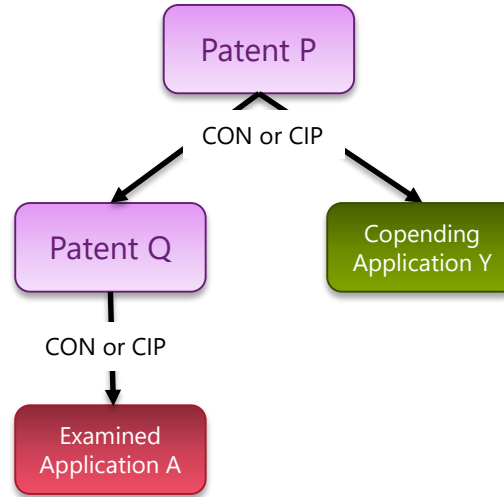 Patent P
CON or CIP
Patent Q
Copending
Application Y
CON or CIP
Examined
Application A